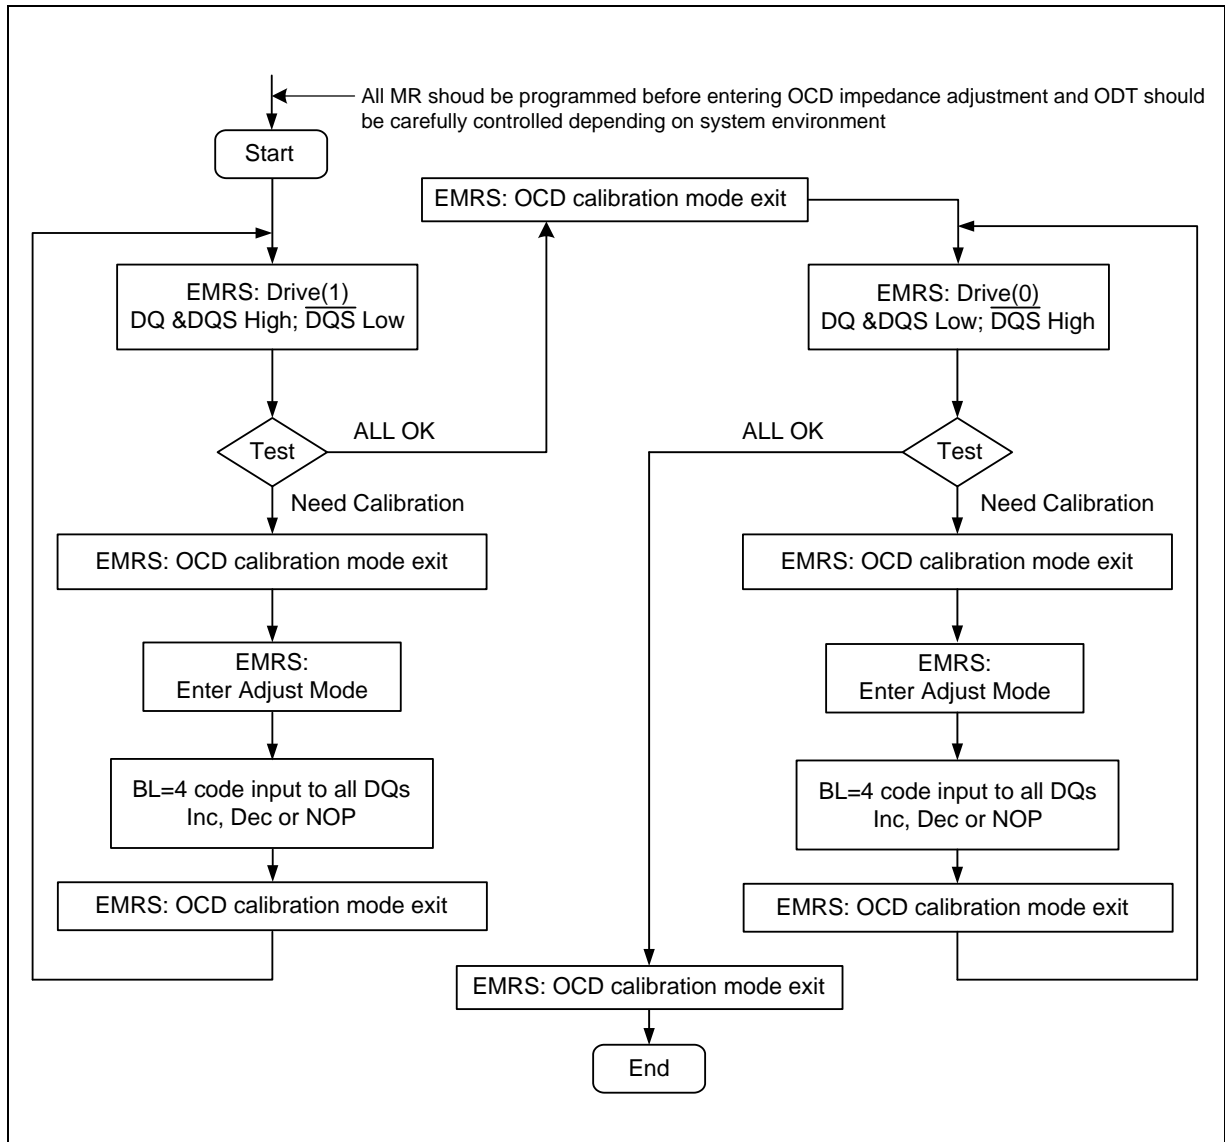 All MR shoud be programmed before entering OCD impedance adjustment and ODT should
be carefully controlled depending on system environment
Start
EMRS: OCD calibration mode exit
EMRS: Drive(1)
DQ &DQS High; D̅Q̅S̅ Low
Test
ALL OK
Need Calibration
EMRS: OCD calibration mode exit
EMRS:
Enter Adjust Mode
BL=4 code input to all DQs
Inc, Dec or NOP
EMRS: OCD calibration mode exit
EMRS: Drive(0)
DQ &DQS Low; D̅Q̅S̅ High
ALL OK
Test
Need Calibration
EMRS: OCD calibration mode exit
EMRS:
Enter Adjust Mode
BL=4 code input to all DQs
Inc, Dec or NOP
EMRS: OCD calibration mode exit
EMRS: OCD calibration mode exit
End